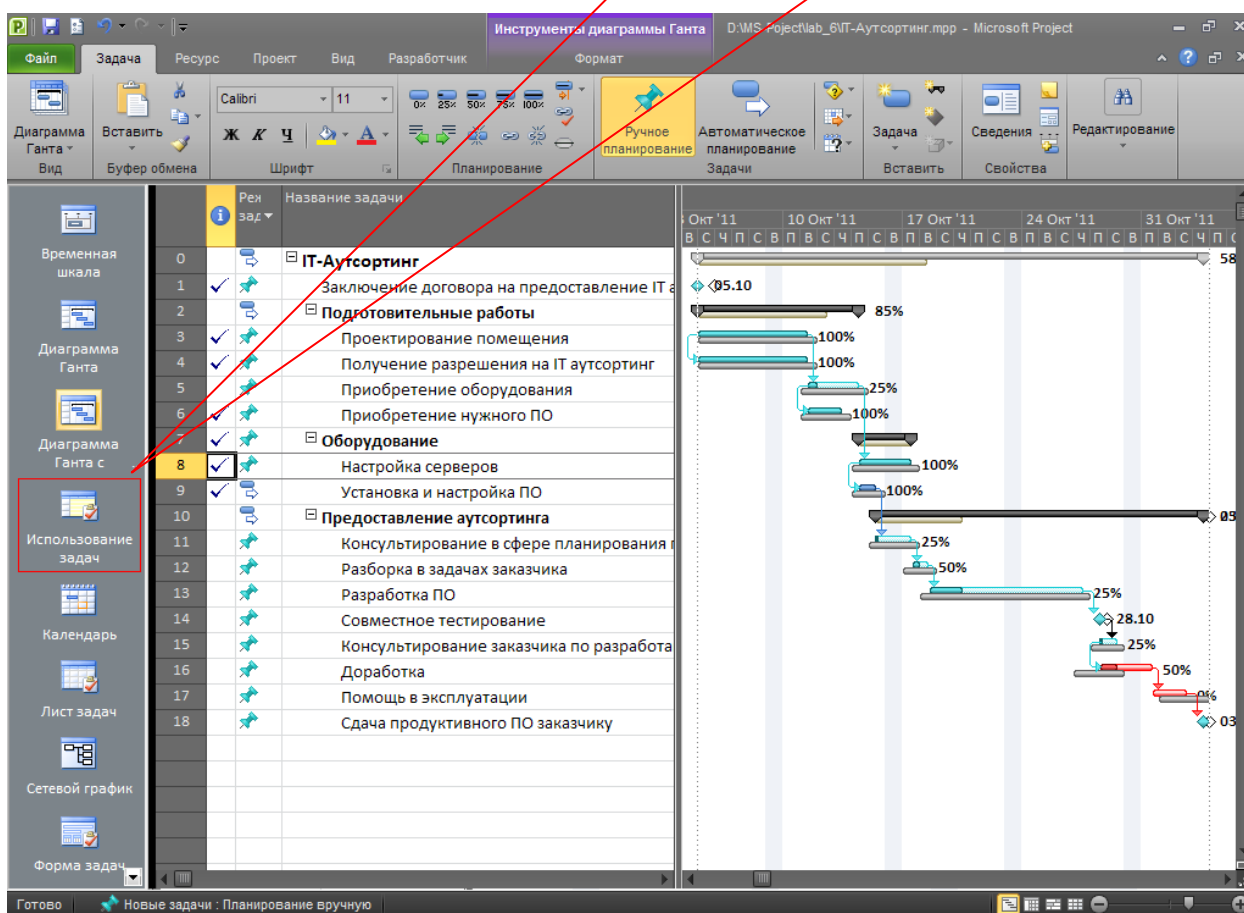 Инструменты диаграммы Ганта
D:\MS Poject\lab_6\IT-Аутсортинг.mpp - Microsoft Project
Файл Задача Ресурс Проект Вид Разработчик Формат
Calibri 11
0% 25% 50% 75% 100%
Ж К Ч
Диаграмма Ганта
Вставить
Ручное планирование
Автоматическое планирование
Задача
Сведения
Редактирование
Вид Буфер обмена Шрифт Планирование Задачи Вставить Свойства
Временная шкала
Диаграмма Ганта
Диаграмма Ганта с
Использование задач
Календарь
Лист задач
Сетевой график
Форма задач
Реж зад
Название задачи
Окт '11 10 Окт '11 17 Окт '11 24 Окт '11 31 Окт '11
В С Ч П С В П В С Ч П С В П В С Ч П С В П В С Ч П С В П В С Ч П С
0 IT-Аутсортинг 58
1 Заключение договора на предоставление IT а 05.10
2 Подготовительные работы 85%
3 Проектирование помещения 100%
4 Получение разрешения на IT аутсортинг 100%
5 Приобретение оборудования 25%
6 Приобретение нужного ПО 100%
7 Оборудование
8 Настройка серверов 100%
9 Установка и настройка ПО 100%
10 Предоставление аутсортинга
11 Консультирование в сфере планирования п 25%
12 Разборка в задачах заказчика 50%
13 Разработка ПО 25%
14 Совместное тестирование 28.10
15 Консультирование заказчика по разработа 25%
16 Доработка 50%
17 Помощь в эксплуатации 0%
18 Сдача продуктивного ПО заказчику 03
Готово Новые задачи : Планирование вручную